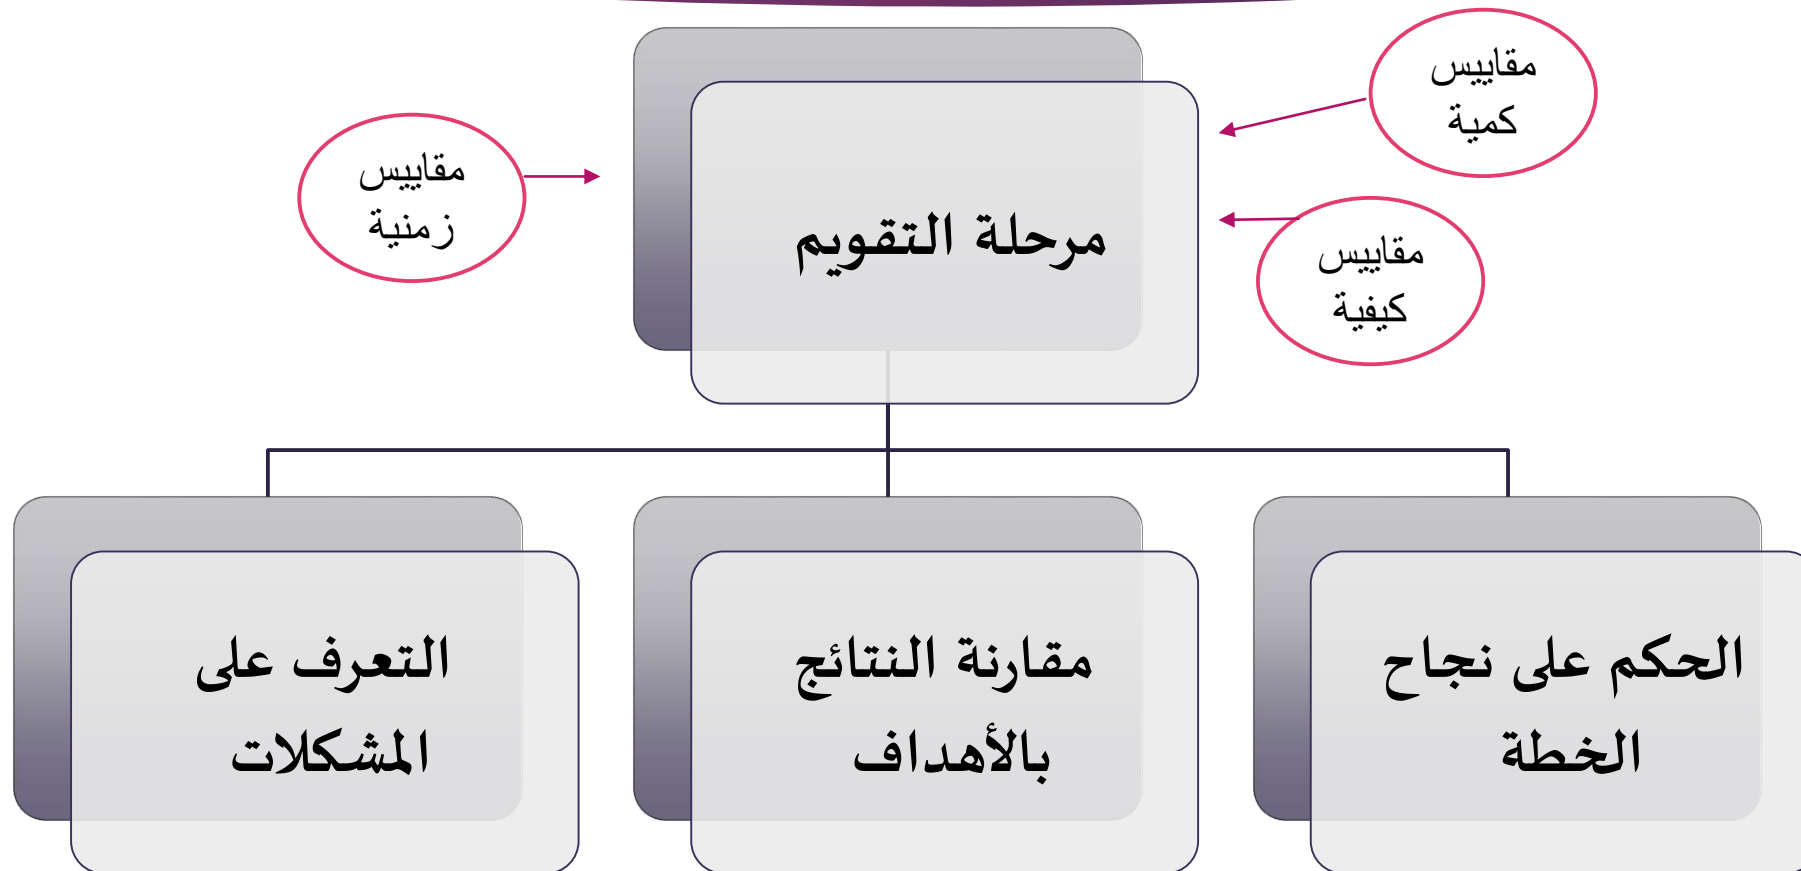 مقاييس
كمية
مقاييس
زمنية
مرحلة التقويم
مقاييس
كيفية
الحكم على نجاح
الخطة
مقارنة النتائج
بالأهداف
التعرف على
المشكلات